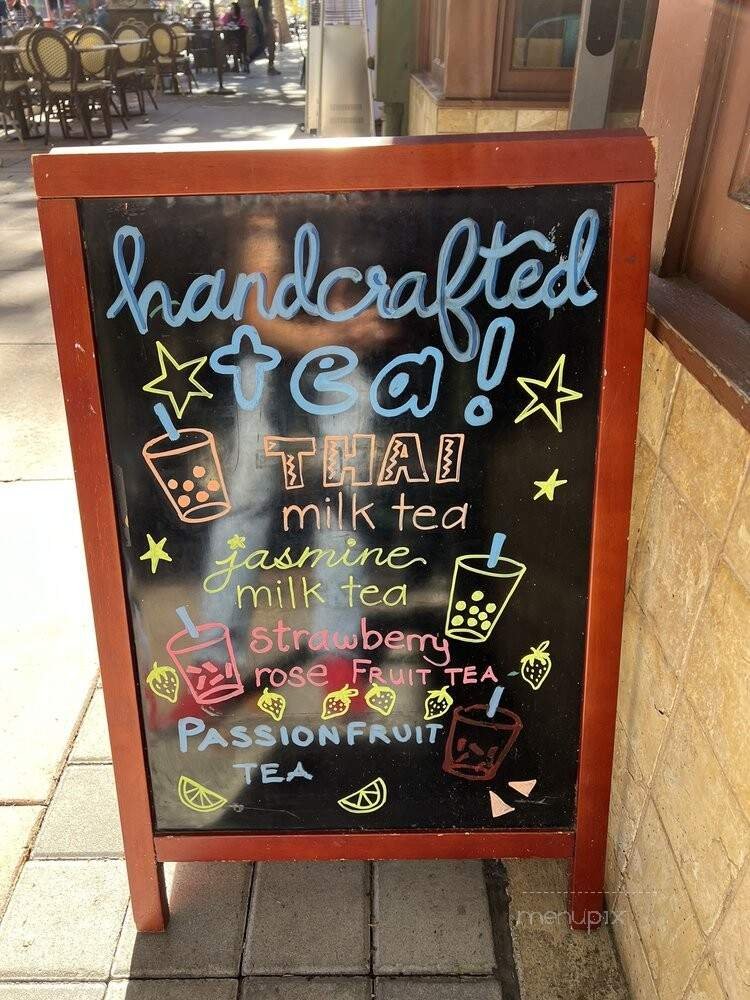 handcrafted
tea!
THAI
milk tea
jasmine
milk tea
strawberry
rose FRUIT TEA
PASSIONFRUIT
TEA
menupix